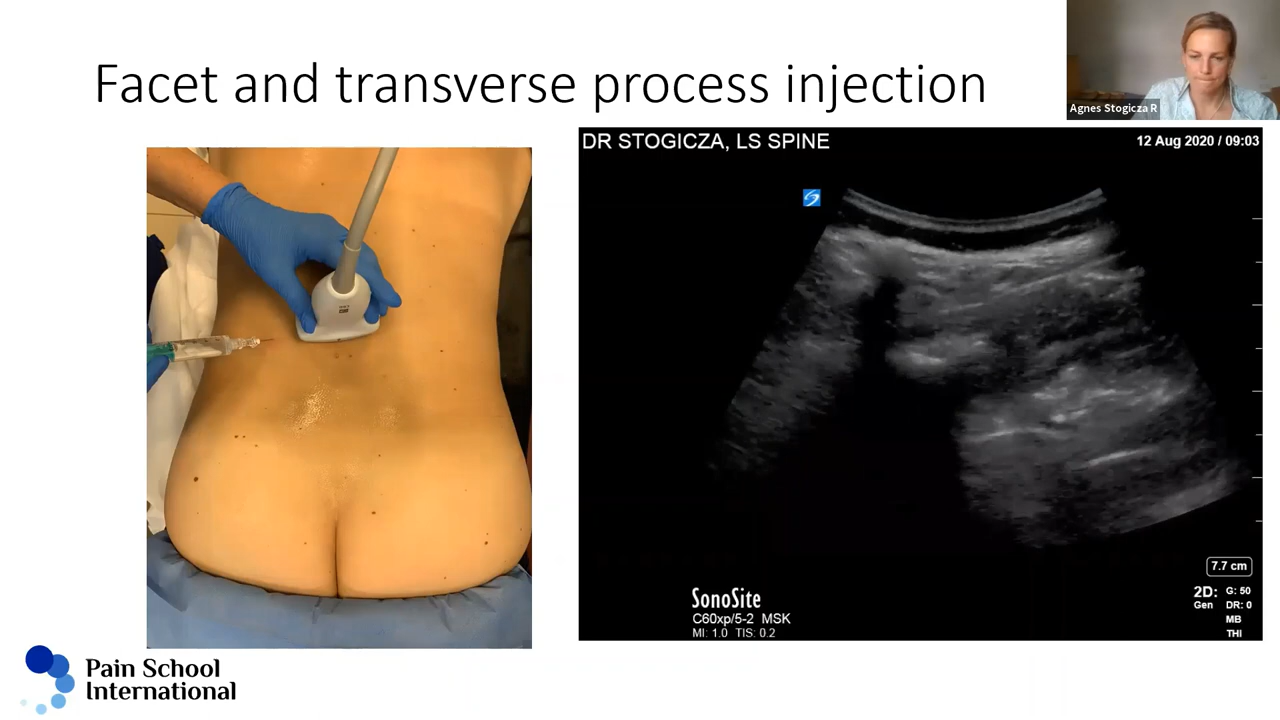 Facet and transverse process injection
Agnes Stogicza R
DR STOGICZA, LS SPINE
12 Aug 2020 / 09:03
7.7 cm
SonoSite
C60xp/5-2 MSK
MI: 1.0 TIS: 0.2
2D: G: 50
Gen DR: 0
MB
THI
Pain School
International